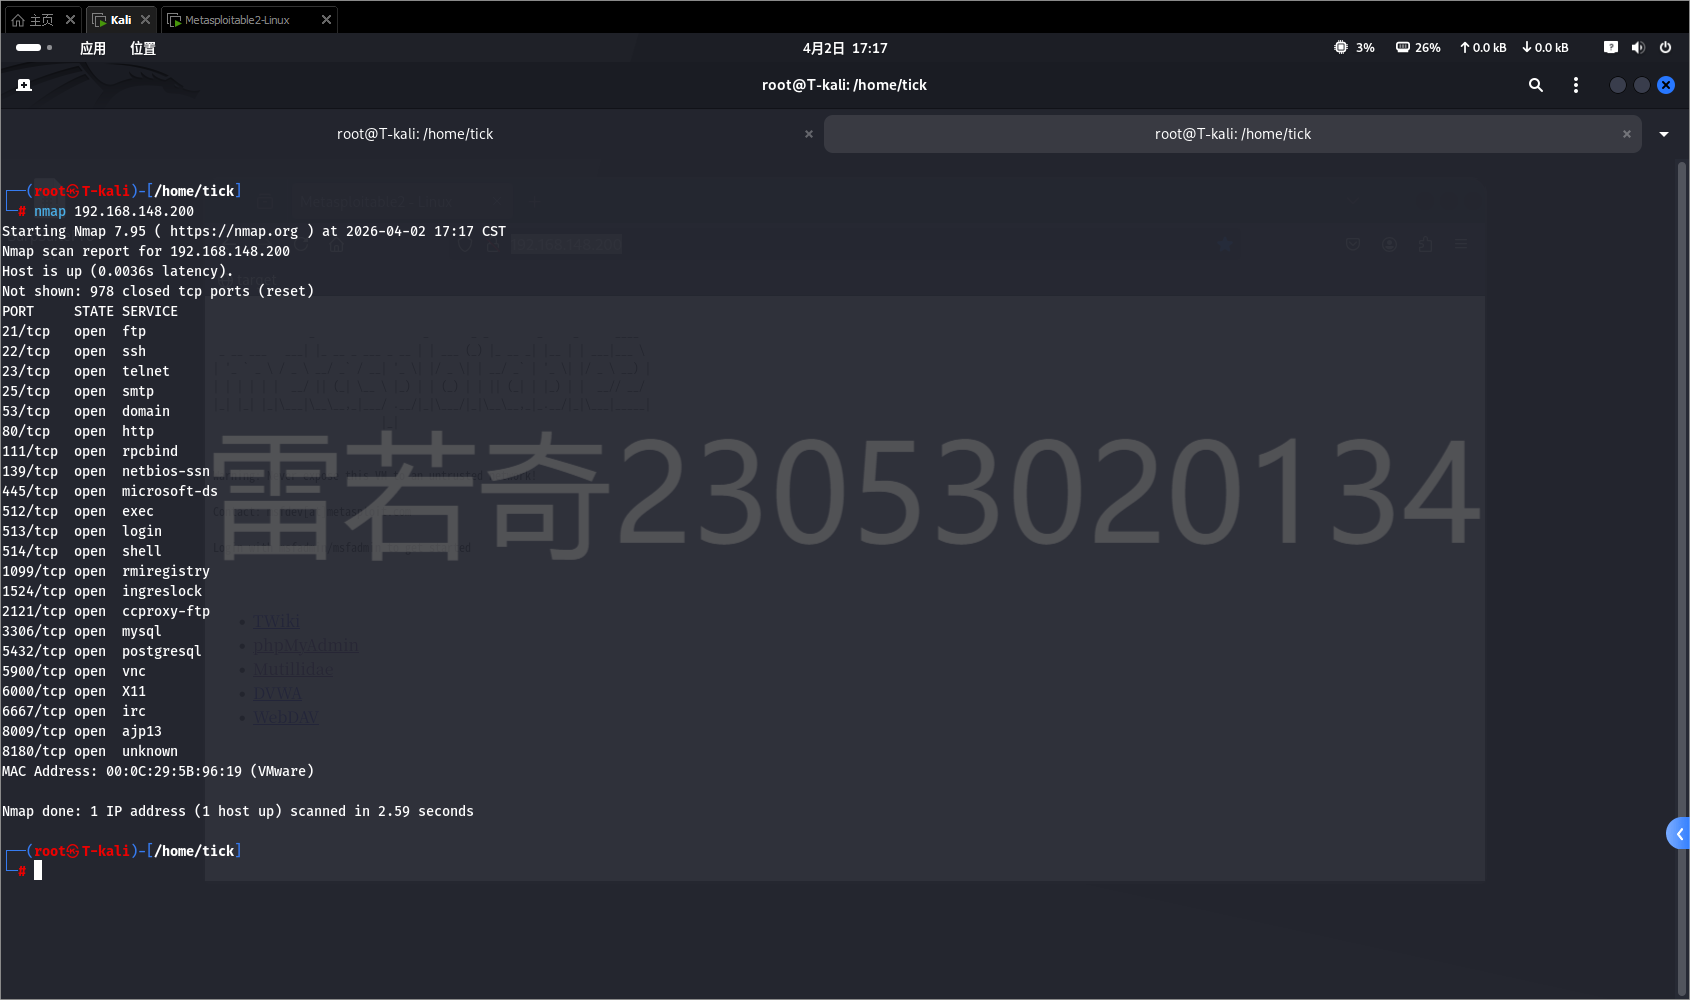 主页
Kali
Metasploitable2-Linux
应用 位置
4月2日 17:17
3% 26% 0.0 kB 0.0 kB
root@T-kali: /home/tick
root@T-kali: /home/tick
root@T-kali: /home/tick
┌──(root㉿T-kali)-[/home/tick]
└─# nmap 192.168.148.200
Starting Nmap 7.95 ( https://nmap.org ) at 2026-04-02 17:17 CST
Nmap scan report for 192.168.148.200
Host is up (0.0036s latency).
Not shown: 978 closed tcp ports (reset)
PORT     STATE SERVICE
21/tcp   open  ftp
22/tcp   open  ssh
23/tcp   open  telnet
25/tcp   open  smtp
53/tcp   open  domain
80/tcp   open  http
111/tcp  open  rpcbind
139/tcp  open  netbios-ssn
445/tcp  open  microsoft-ds
512/tcp  open  exec
513/tcp  open  login
514/tcp  open  shell
1099/tcp open  rmiregistry
1524/tcp open  ingreslock
2121/tcp open  ccproxy-ftp
3306/tcp open  mysql
5432/tcp open  postgresql
5900/tcp open  vnc
6000/tcp open  X11
6667/tcp open  irc
8009/tcp open  ajp13
8180/tcp open  unknown
MAC Address: 00:0C:29:5B:96:19 (VMware)
Nmap done: 1 IP address (1 host up) scanned in 2.59 seconds
┌──(root㉿T-kali)-[/home/tick]
└─#
雷若奇23053020134
TWiki
phpMyAdmin
Mutillidae
DVWA
WebDAV